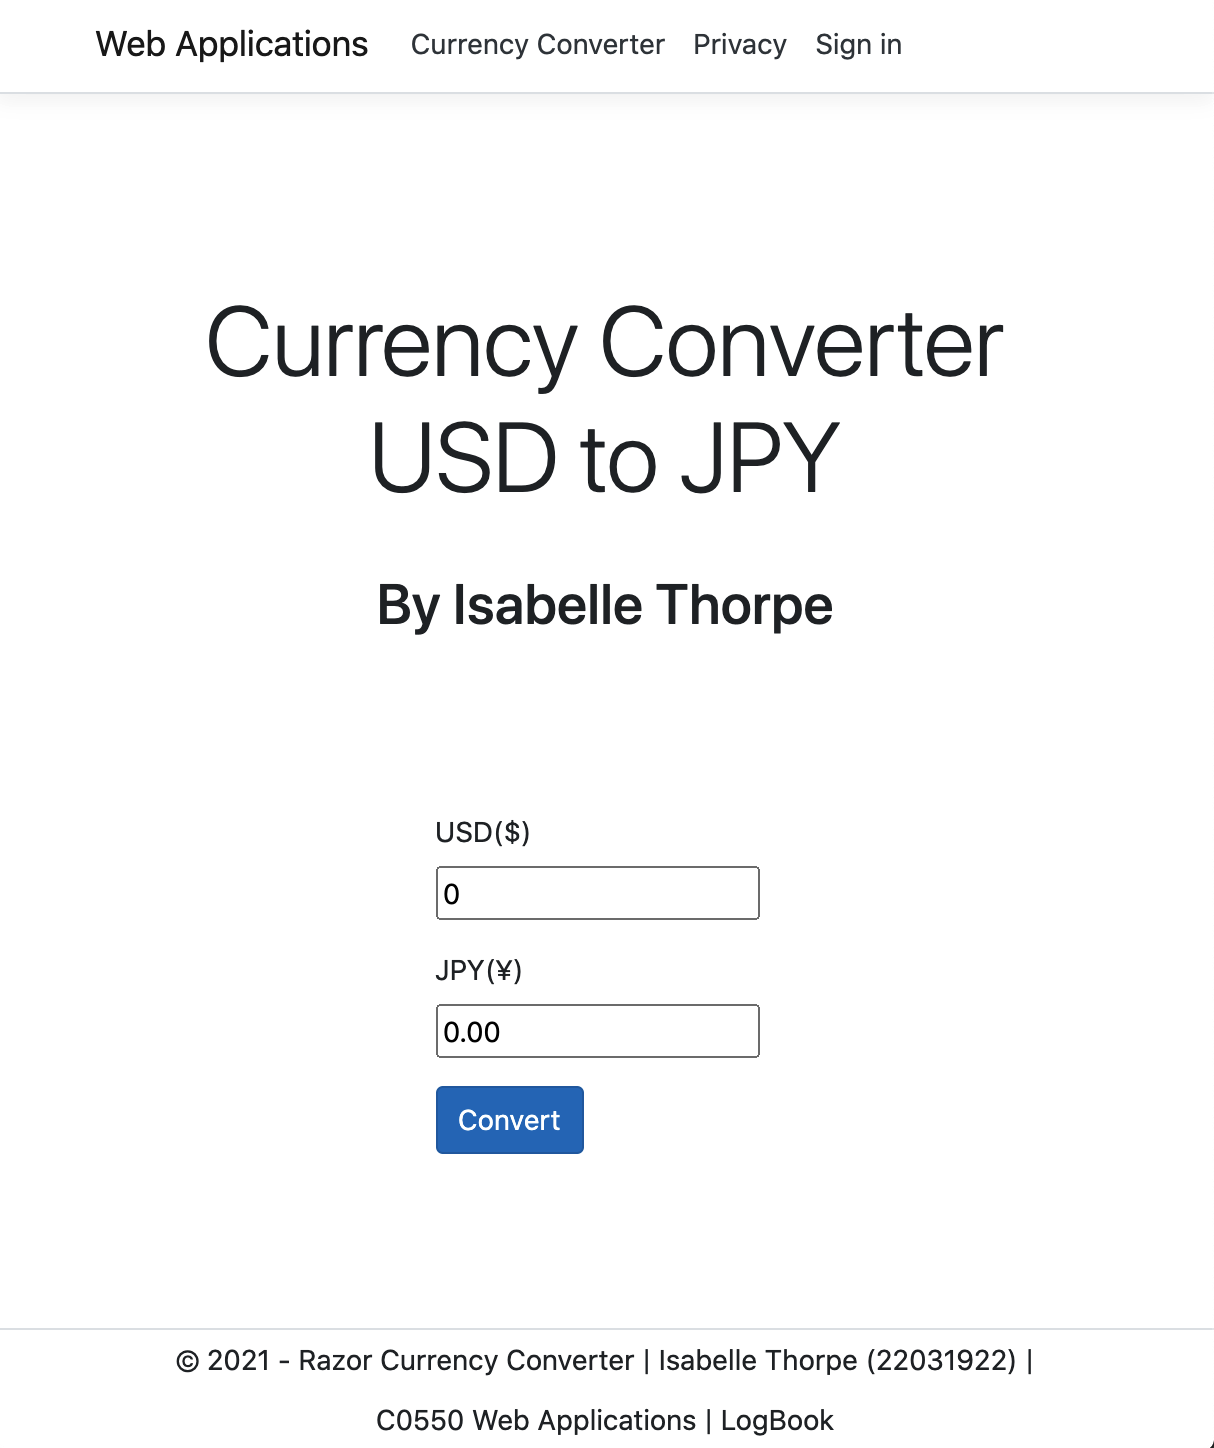 Web Applications Currency Converter Privacy Sign in
Currency Converter
USD to JPY
By Isabelle Thorpe
USD($)
0
JPY(¥)
0.00
Convert
© 2021 - Razor Currency Converter | Isabelle Thorpe (22031922) |
C0550 Web Applications | LogBook